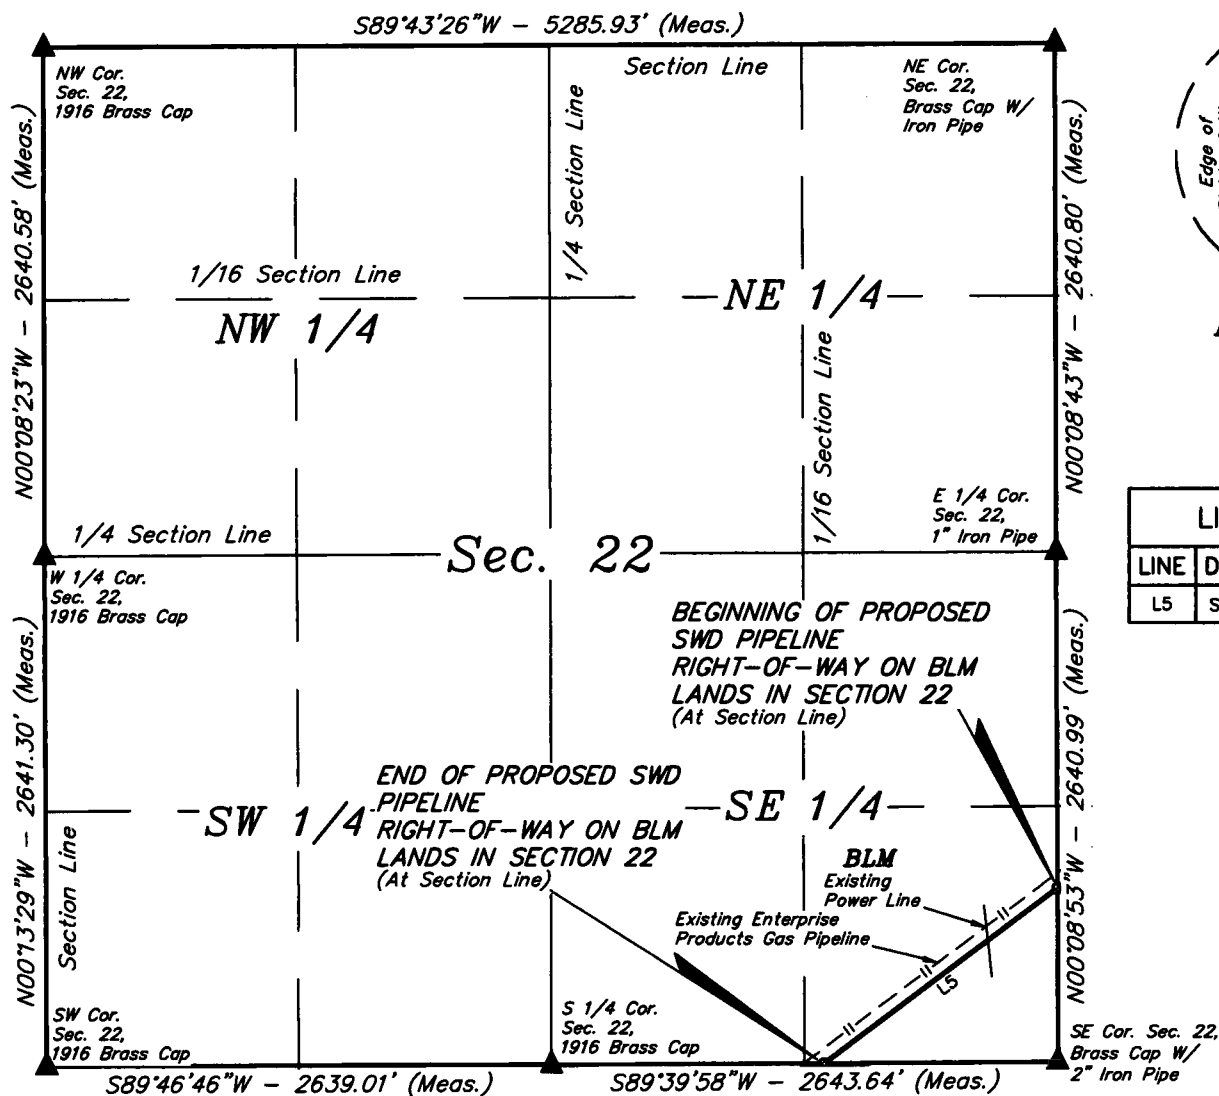 S89°43'26"W - 5285.93' (Meas.)
Section Line
NW Cor.
Sec. 22,
1916 Brass Cap
NE Cor.
Sec. 22,
Brass Cap W/
Iron Pipe
Edge of
N00°08'23"W - 2640.58' (Meas.)
1/4 Section Line
N00°08'43"W - 2640.80' (Meas.)
1/16 Section Line
NW 1/4
NE 1/4
1/16 Section Line
E 1/4 Cor.
Sec. 22,
1" Iron Pipe
1/4 Section Line
Sec. 22
W 1/4 Cor.
Sec. 22,
1916 Brass Cap
LINE
L5
BEGINNING OF PROPOSED
SWD PIPELINE
RIGHT-OF-WAY ON BLM
LANDS IN SECTION 22
(At Section Line)
N00°13'29"W - 2641.30' (Meas.)
Section Line
N00°08'53"W - 2640.99' (Meas.)
SW 1/4
END OF PROPOSED SWD
PIPELINE
RIGHT-OF-WAY ON BLM
LANDS IN SECTION 22
(At Section Line)
SE 1/4
BLM
Existing
Power Line
Existing Enterprise
Products Gas Pipeline
L5
SW Cor.
Sec. 22,
1916 Brass Cap
S 1/4 Cor.
Sec. 22,
1916 Brass Cap
SE Cor. Sec. 22,
Brass Cap W/
2" Iron Pipe
S89°46'46"W - 2639.01' (Meas.)
S89°39'58"W - 2643.64' (Meas.)